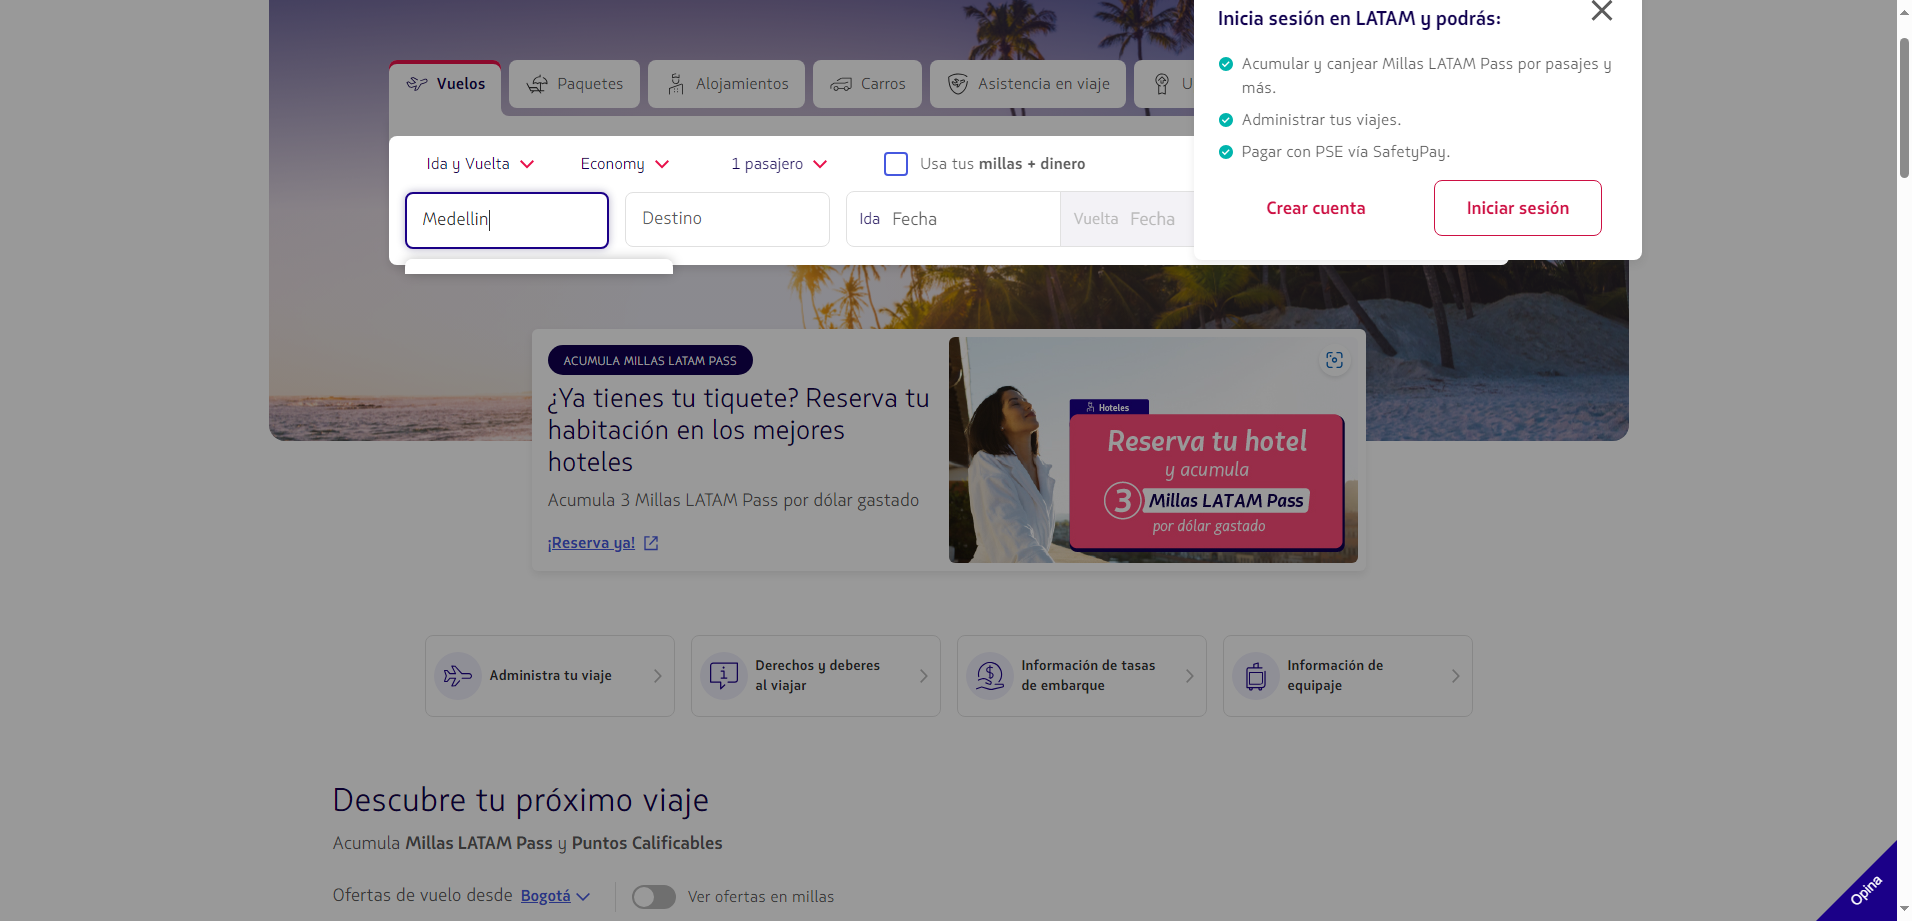 Inicia sesión en LATAM y podrás:
Acumular y canjear Millas LATAM Pass por pasajes y
más.
Administrar tus viajes.
Pagar con PSE vía SafetyPay.
Crear cuenta
Iniciar sesión
Vuelos
Paquetes
Alojamientos
Carros
Asistencia en viaje
U
Ida y Vuelta
Economy
1 pasajero
Usa tus millas + dinero
Medellin
Destino
Ida Fecha
Vuelta Fecha
ACUMULA MILLAS LATAM PASS
¿Ya tienes tu tiquete? Reserva tu
habitación en los mejores
hoteles
Acumula 3 Millas LATAM Pass por dólar gastado
¡Reserva ya!
Hoteles
Reserva tu hotel
y acumula
3 Millas LATAM Pass
por dólar gastado
Administra tu viaje
Derechos y deberes
al viajar
Información de tasas
de embarque
Información de
equipaje
Descubre tu próximo viaje
Acumula Millas LATAM Pass y Puntos Calificables
Ofertas de vuelo desde Bogotá
Ver ofertas en millas
Opina